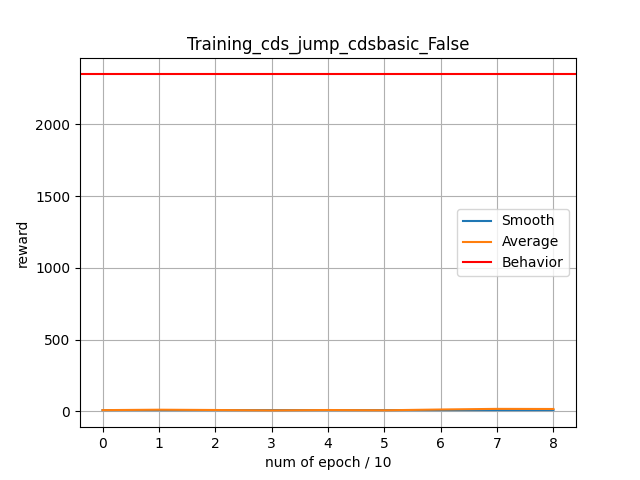 Training_cds_jump_cdsbasic_False
reward
2000
1500
1000
500
0
Smooth
Average
Behavior
0 1 2 3 4 5 6 7 8
num of epoch / 10